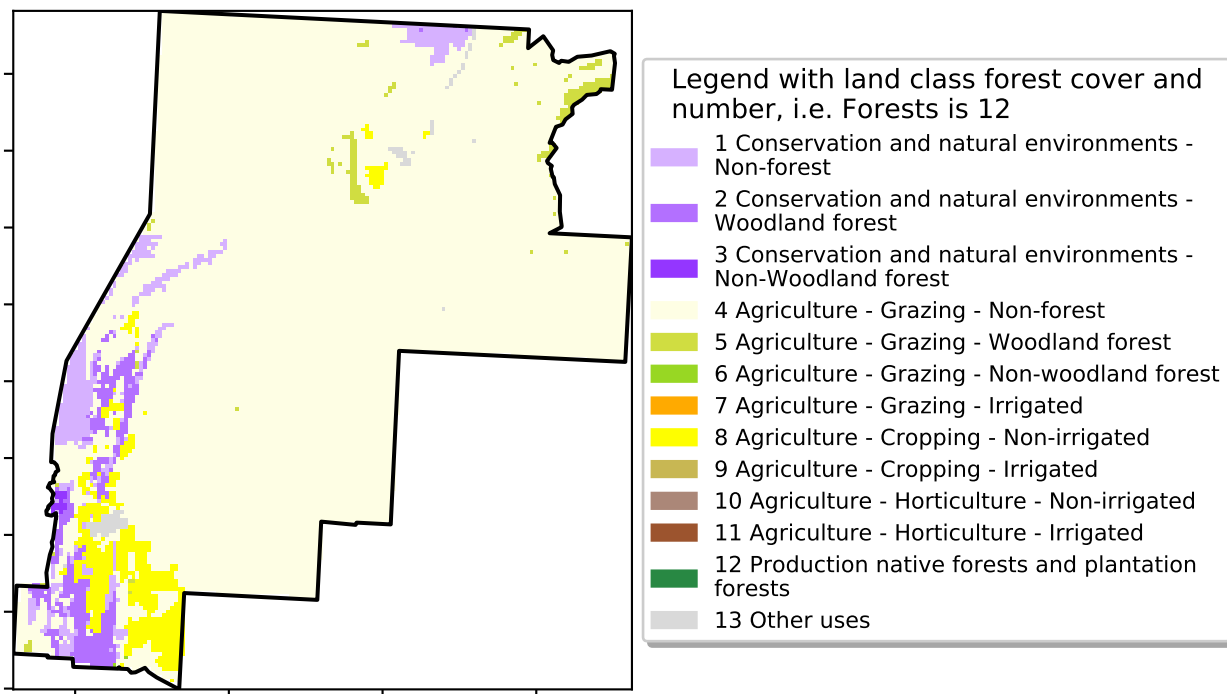 Legend with land class forest cover and
number, i.e. Forests is 12
1 Conservation and natural environments -
Non-forest
2 Conservation and natural environments -
Woodland forest
3 Conservation and natural environments -
Non-Woodland forest
4 Agriculture - Grazing - Non-forest
5 Agriculture - Grazing - Woodland forest
6 Agriculture - Grazing - Non-woodland forest
7 Agriculture - Grazing - Irrigated
8 Agriculture - Cropping - Non-irrigated
9 Agriculture - Cropping - Irrigated
10 Agriculture - Horticulture - Non-irrigated
11 Agriculture - Horticulture - Irrigated
12 Production native forests and plantation
forests
13 Other uses